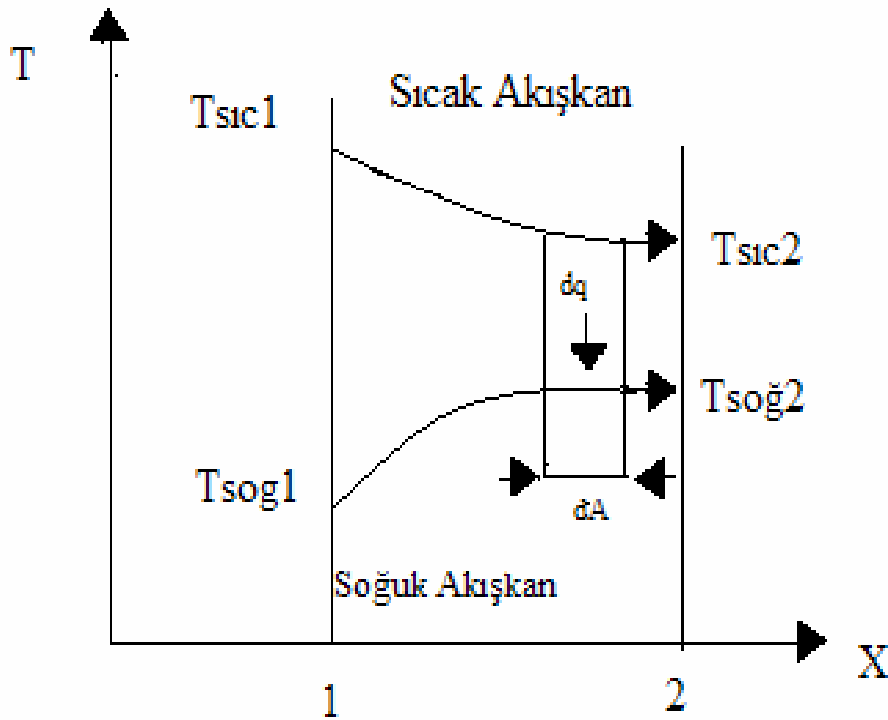 T
Sıcak Akışkan
Tsıc1
Tsıc2
dq
Tsoğ2
Tsog1
dA
Soğuk Akışkan
X
1
2